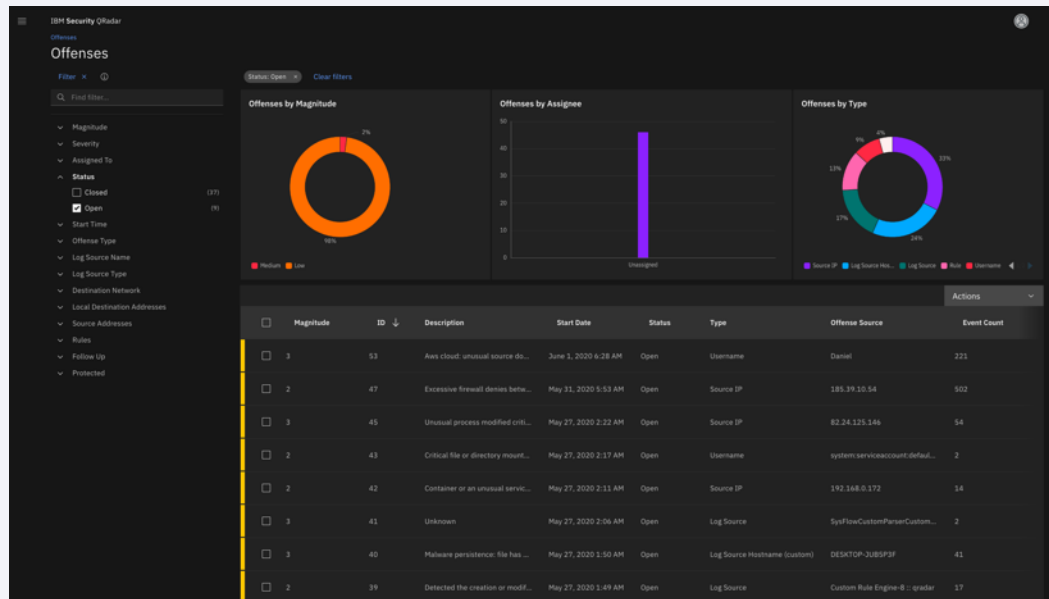 IBM Security QRadar
Offenses
Offenses
Filter ×
Find filter...
Magnitude
Severity
Assigned To
Status
Closed (37)
Open (9)
Start Time
Offense Type
Log Source Name
Log Source Type
Destination Network
Local Destination Addresses
Source Addresses
Rules
Follow Up
Protected
Status: Open
Clear filters
Offenses by Magnitude
2%
98%
Medium Low
Offenses by Assignee
50
40
30
20
10
0
Unassigned
Offenses by Type
4%
9%
33%
13%
17%
24%
Source IP Log Source Hos... Log Source Rule Username
Actions
Magnitude ID Description Start Date Status Type Offense Source Event Count
3 53 Aws cloud: unusual source do... June 1, 2020 6:28 AM Open Username Daniel 221
2 47 Excessive firewall denies betw... May 31, 2020 5:53 AM Open Source IP 185.39.10.54 502
3 45 Unusual process modified criti... May 27, 2020 2:22 AM Open Source IP 82.24.125.146 54
2 43 Critical file or directory mount... May 27, 2020 2:17 AM Open Username system:serviceaccount:defaul... 2
2 42 Container or an unusual servic... May 27, 2020 2:11 AM Open Source IP 192.168.0.172 14
3 41 Unknown May 27, 2020 2:06 AM Open Log Source SysFlowCustomParserCustom... 2
3 40 Malware persistence: file has ... May 27, 2020 1:50 AM Open Log Source Hostname (custom) DESKTOP-JUB5P3F 41
2 39 Detected the creation or modif... May 27, 2020 1:49 AM Open Log Source Custom Rule Engine-8 :: qradar 17